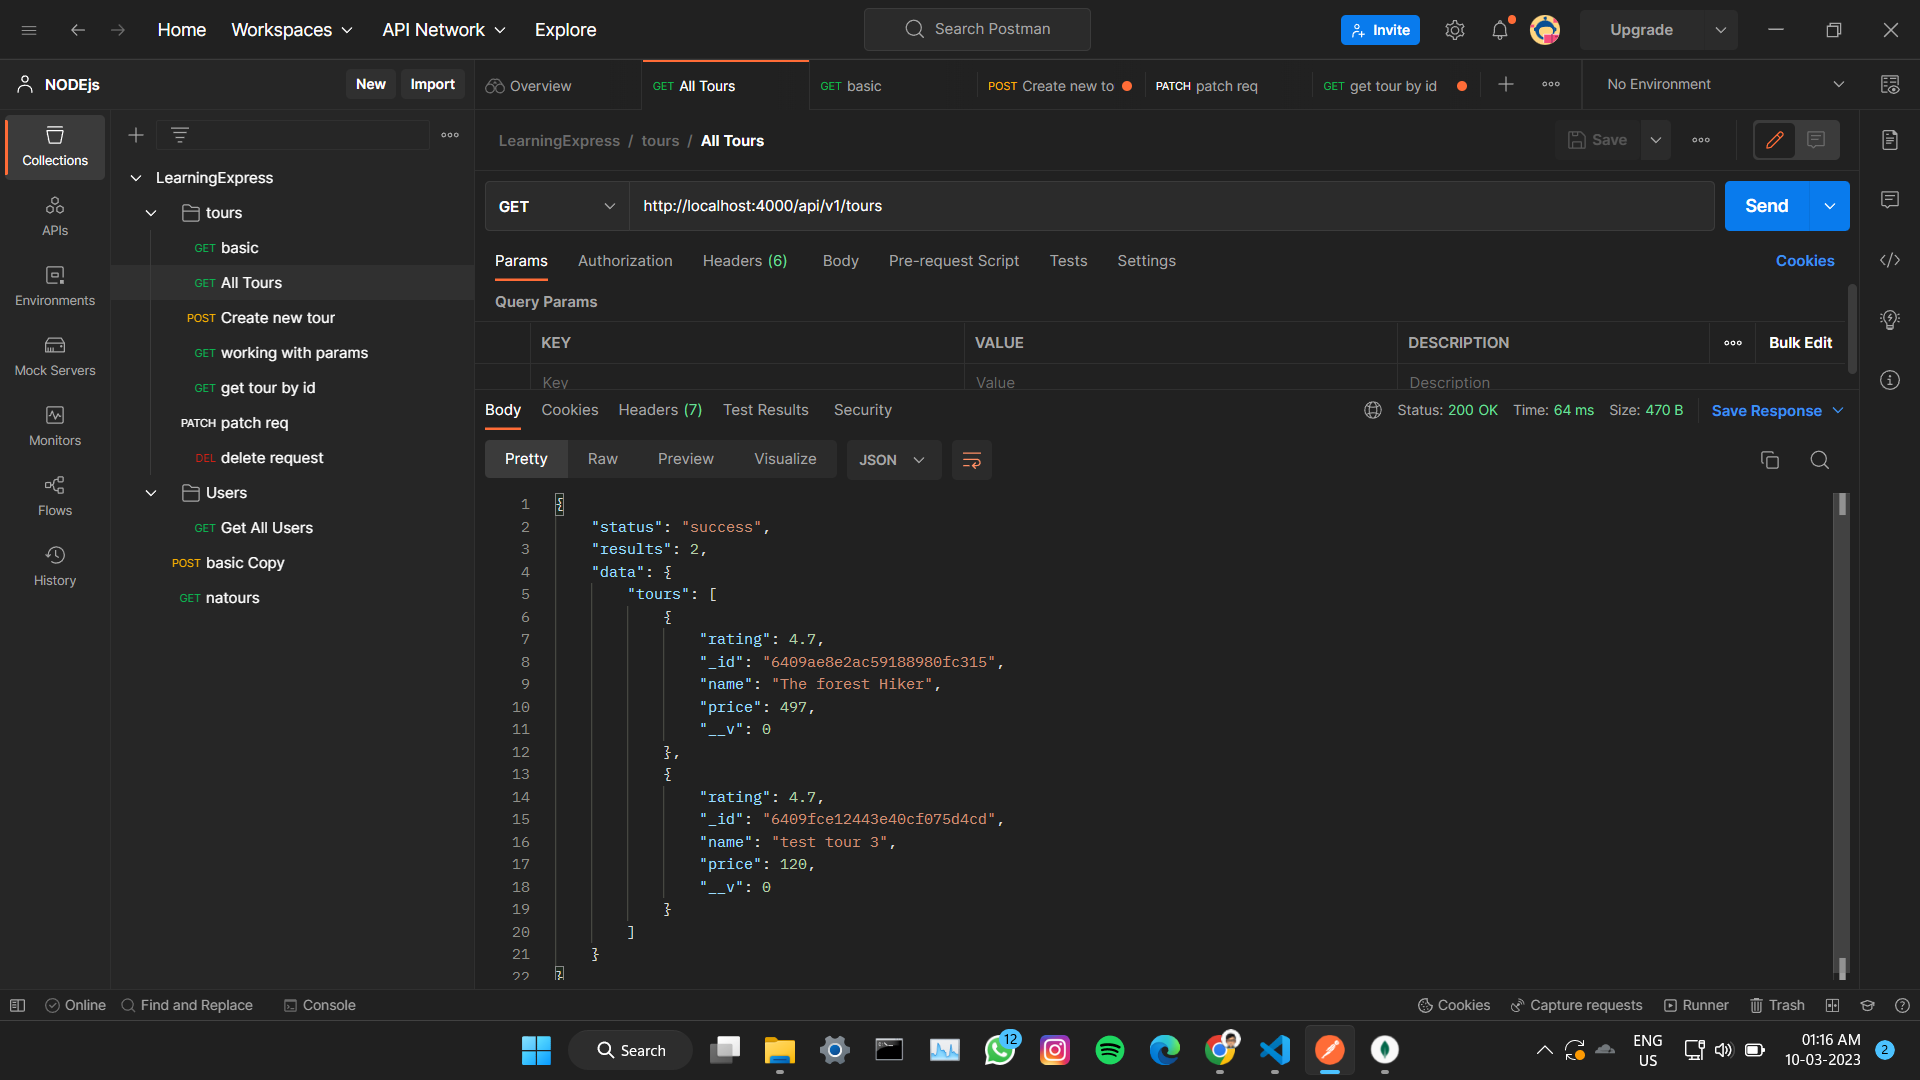 Home Workspaces API Network Explore Search Postman Invite Upgrade
NODEjs New Import Overview GET All Tours GET basic POST Create new to PATCH patch req GET get tour by id No Environment
LearningExpress / tours / All Tours Save
Collections
APIs
Environments
Mock Servers
Monitors
Flows
History
LearningExpress
tours
GET basic
GET All Tours
POST Create new tour
GET working with params
GET get tour by id
PATCH patch req
DEL delete request
Users
GET Get All Users
POST basic Copy
GET natours
GET http://localhost:4000/api/v1/tours Send
Params Authorization Headers (6) Body Pre-request Script Tests Settings Cookies
Query Params
KEY VALUE DESCRIPTION Bulk Edit
Key Value Description
Body Cookies Headers (7) Test Results Security Status: 200 OK Time: 64 ms Size: 470 B Save Response
Pretty Raw Preview Visualize JSON
1 {
2 "status": "success",
3 "results": 2,
4 "data": {
5 "tours": [
6 {
7 "rating": 4.7,
8 "_id": "6409ae8e2ac59188980fc315",
9 "name": "The forest Hiker",
10 "price": 497,
11 "__v": 0
12 },
13 {
14 "rating": 4.7,
15 "_id": "6409fce12443e40cf075d4cd",
16 "name": "test tour 3",
17 "price": 120,
18 "__v": 0
19 }
20 ]
21 }
22 }
Online Find and Replace Console Cookies Capture requests Runner Trash
Search 12 ENG 01:16 AM
US 10-03-2023 2